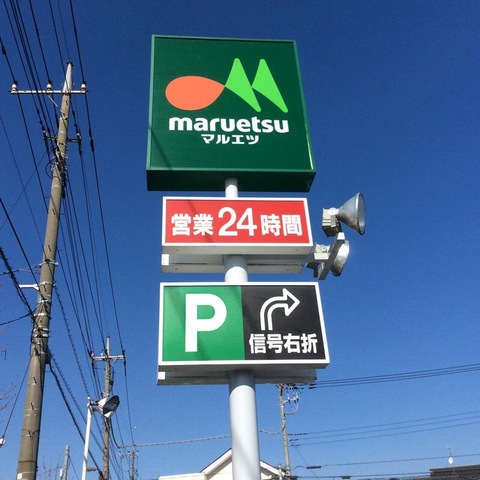 maruetsu
マルエツ
営業24時間
P
信号右折